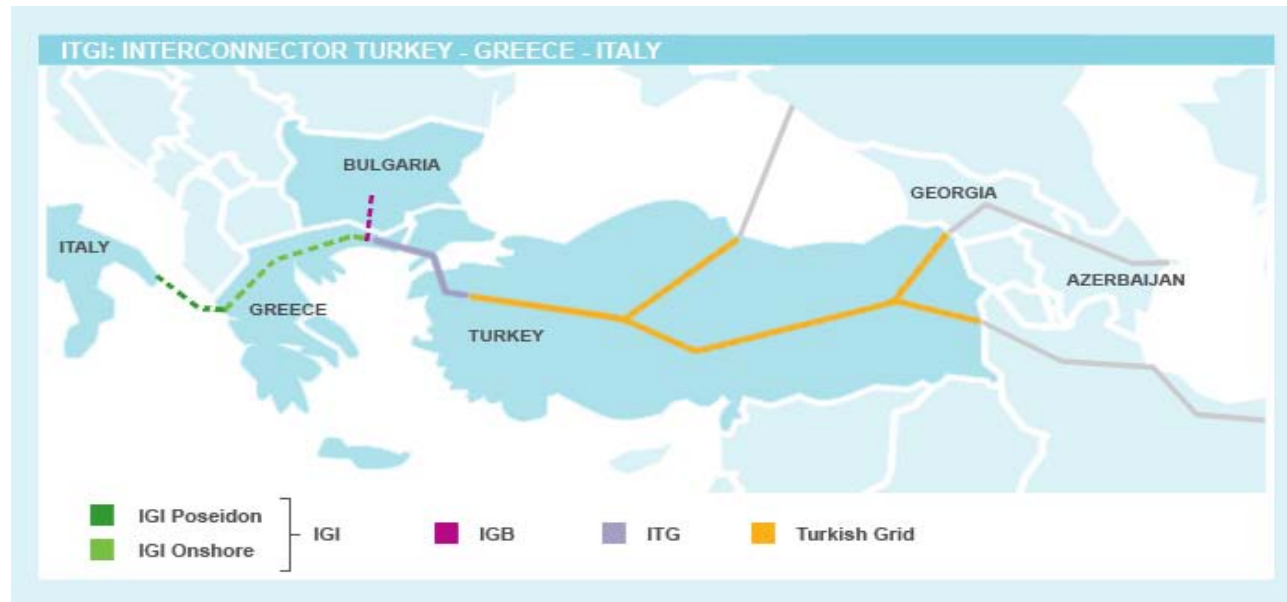 ITGI: INTERCONNECTOR TURKEY - GREECE - ITALY
BULGARIA
GEORGIA
ITALY
AZERBAIJAN
GREECE
TURKEY
IGI Poseidon
IGI Onshore
IGI
IGB
ITG
Turkish Grid